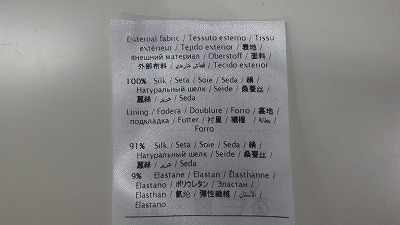 External fabric / Tessuto esterno / Tissu
extérieur / Tejido exterior / 表地 /
внешний материал / Oberstoff / 面料 /
外部布料 / قماش خارجي / Tecido exterior
100% Silk / Seta / Soie / Seda / 絹 /
Натуральный шелк / Seide / 桑蚕丝 /
蠶絲 / حرير / Seda
Lining / Fodera / Doublure / Forro / 裏地 /
подкладка / Futter / 衬里 / 襯裡 / بطانة /
Forro
91% Silk / Seta / Soie / Seda / 絹 /
Натуральный шелк / Seide / 桑蚕丝 /
蠶絲 / حرير / Seda
9% Elastane / Elastan / Élasthanne /
Elastano / ポリウレタン / Эластан /
Elasthan / 氨纶 / 彈性纖維 / الأستان /
Elastano